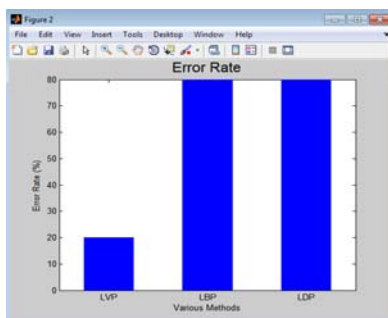 Figure 2
File Edit View Insert Tools Desktop Window Help
Error Rate
80
70
60
50
40
30
20
10
0
Error Rate (%)
LVP LBP LDP
Various Methods